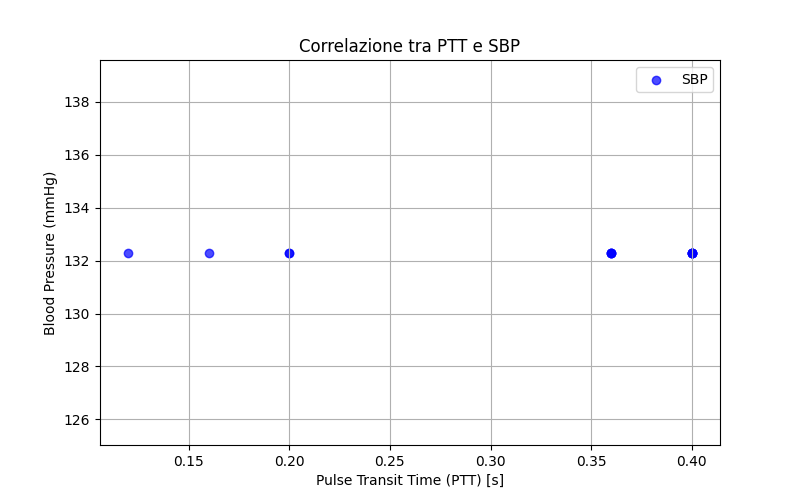 Correlazione tra PTT e SBP
SBP
138
136
134
132
130
128
126
Blood Pressure (mmHg)
0.15 0.20 0.25 0.30 0.35 0.40
Pulse Transit Time (PTT) [s]